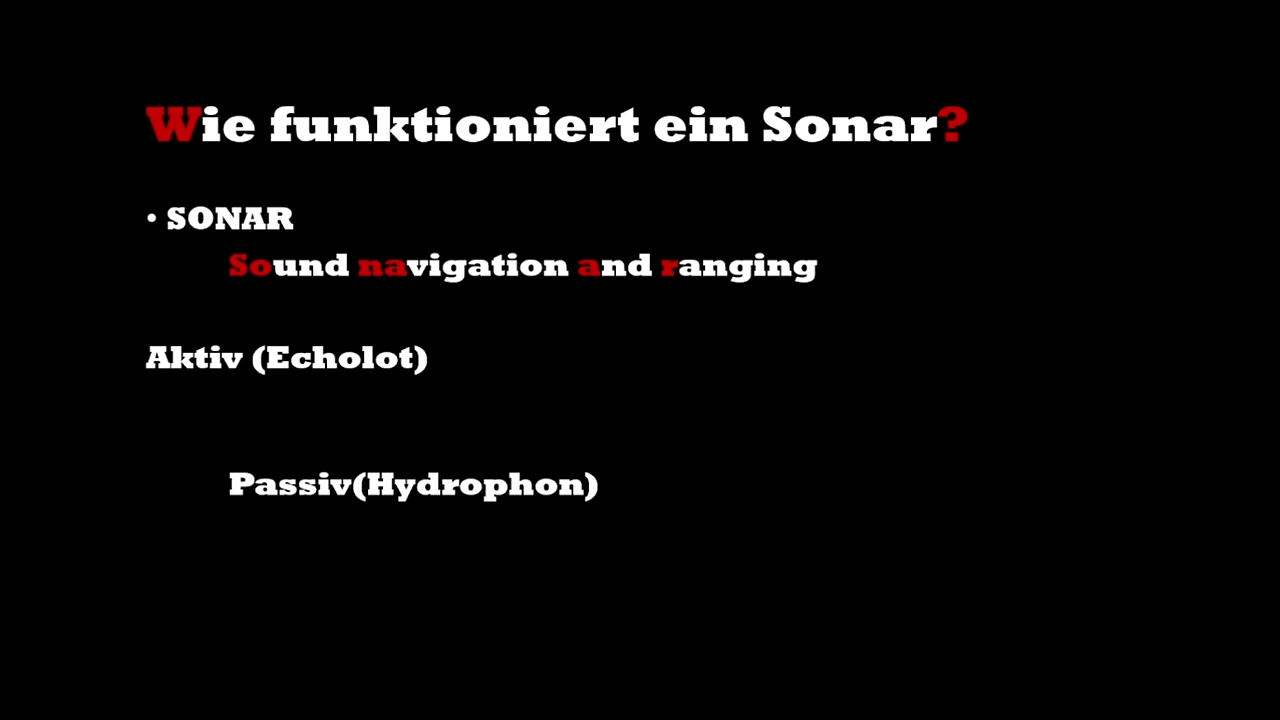 Wie funktioniert ein Sonar?
• SONAR
Sound navigation and ranging
Aktiv (Echolot)
Passiv(Hydrophon)